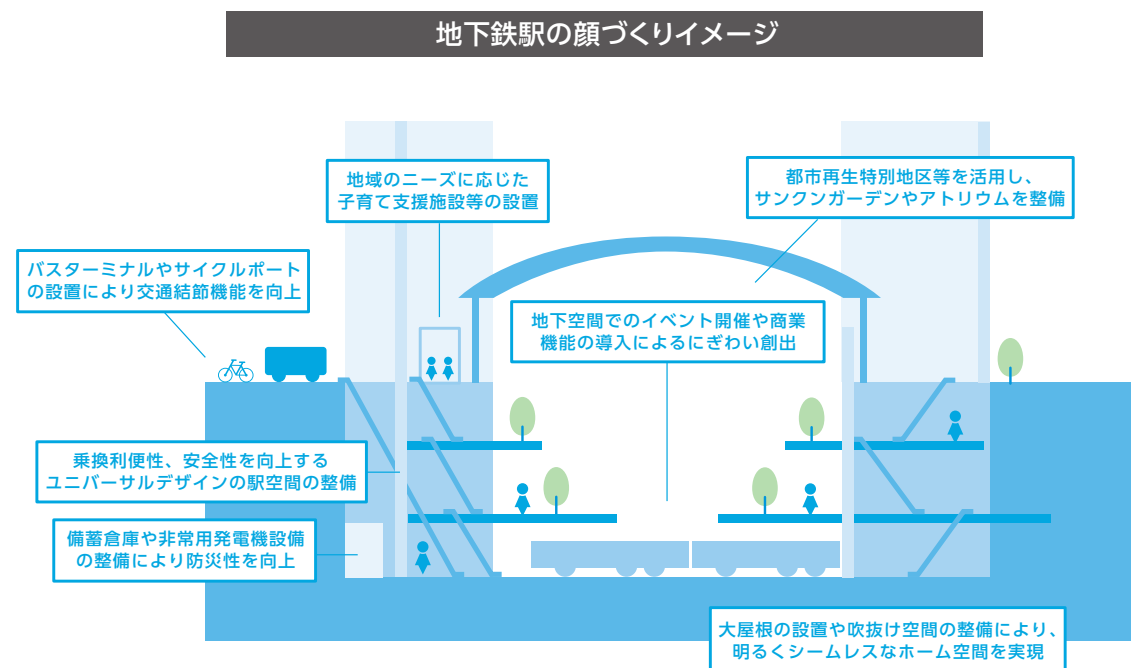 地下鉄駅の顔づくりイメージ
地域のニーズに応じた
子育て支援施設等の設置
都市再生特別地区等を活用し、
サンクンガーデンやアトリウムを整備
バスターミナルやサイクルポート
の設置により交通結節機能を向上
地下空間でのイベント開催や商業
機能の導入によるにぎわい創出
乗換利便性、安全性を向上する
ユニバーサルデザインの駅空間の整備
備蓄倉庫や非常用発電機設備
の整備により防災性を向上
大屋根の設置や吹抜け空間の整備により、
明るくシームレスなホーム空間を実現